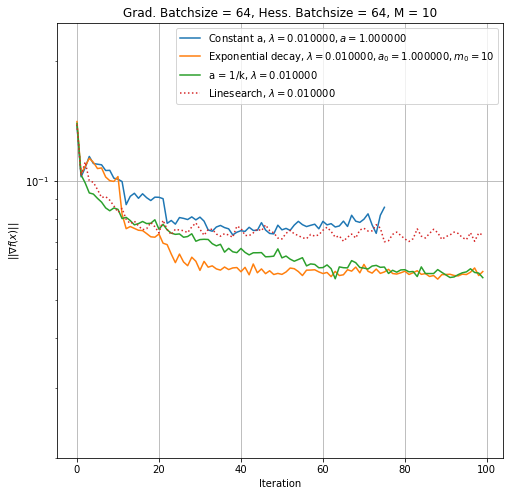 Grad. Batchsize = 64, Hess. Batchsize = 64, M = 10
Constant a, λ = 0.010000, a = 1.000000
Exponential decay, λ = 0.010000, a₀ = 1.000000, m₀ = 10
a = 1/k, λ = 0.010000
Linesearch, λ = 0.010000
10⁻¹
||∇f(x)||
0 20 40 60 80 100
Iteration